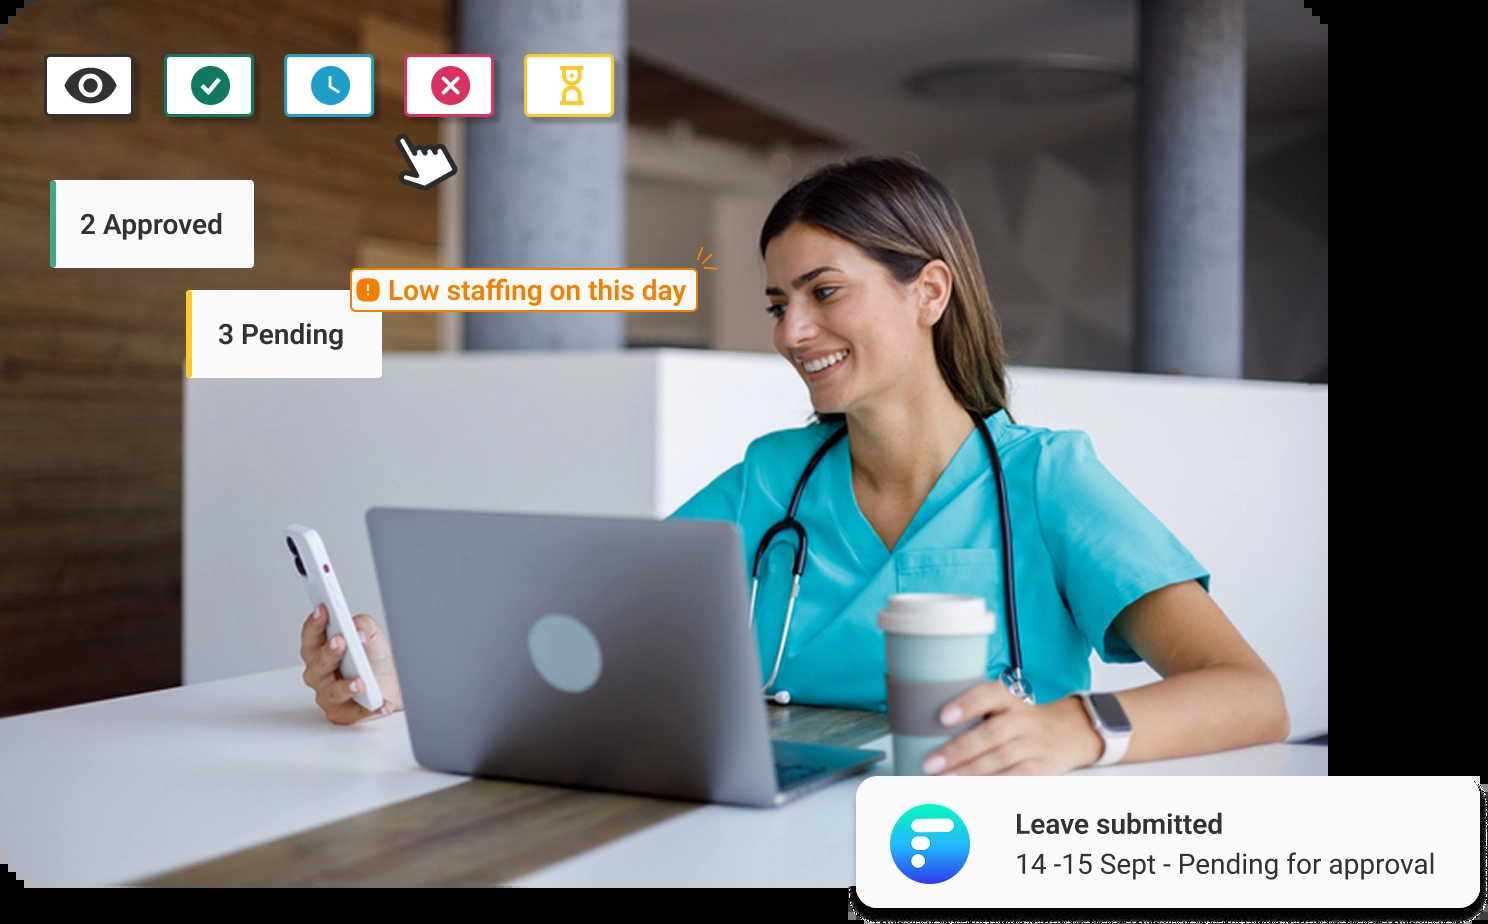 2 Approved
Low staffing on this day
3 Pending
Leave submitted
14 -15 Sept - Pending for approval